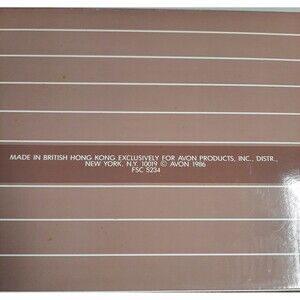 MADE IN BRITISH HONG KONG EXCLUSIVELY FOR AVON PRODUCTS, INC., DISTR.,
NEW YORK, N.Y. 10019 © AVON 1986
FSC 5234